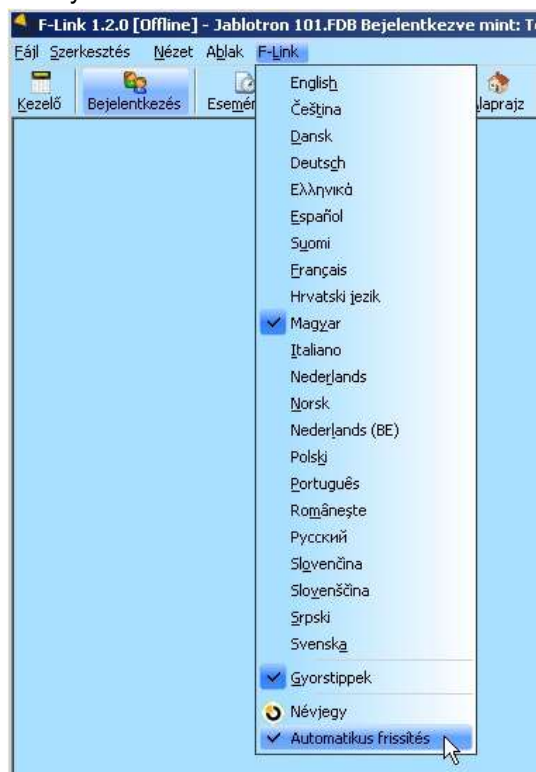 F-Link 1.2.0 [Offline] - Jablotron 101.FDB Bejelentkezve mint:
Fájl Szerkesztés Nézet Ablak F-Link
Kezelő Bejelentkezés
English
Čeština
Dansk
Deutsch
Ελληνικά
Español
Suomi
Français
Hrvatski jezik
Magyar
Italiano
Nederlands
Norsk
Nederlands (BE)
Polski
Português
Româneşte
Русский
Slovenčina
Slovenščina
Srpski
Svenska
Gyorstippek
Névjegy
Automatikus frissítés